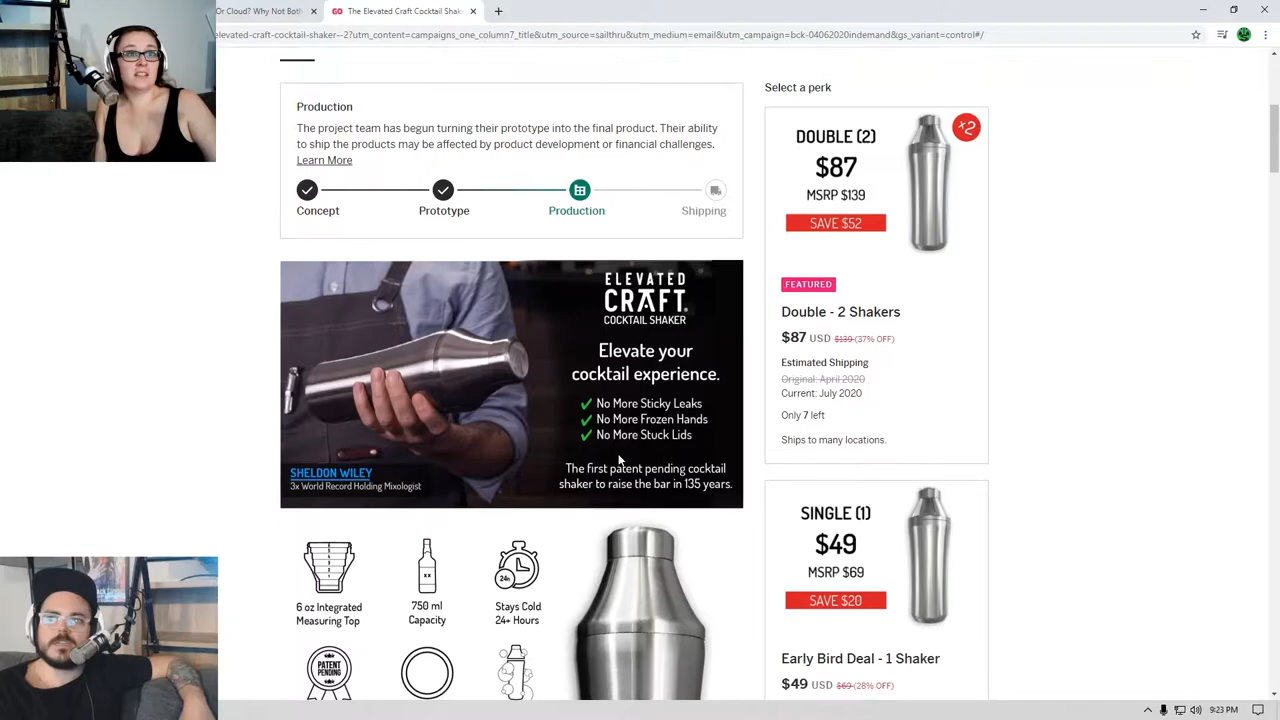 Or Cloud? - Why Sheldon
GO The Elevated Craft Cocktail Shak
elevated-craft-cocktail-shaker--2?utm_content=campaigns_one_column7_title&utm_source=sailthru&utm_medium=email&utm_campaign=bck-04062020indemand&gs_variant=control#/
Production
The project team has begun turning their prototype into the final product. Their ability
to ship the products may be affected by product development or financial challenges.
Learn More
Concept
Prototype
Production
Shipping
ELEVATED
CRAFT®
COCKTAIL SHAKER
Elevate your
cocktail experience.
No More Sticky Leaks
No More Frozen Hands
No More Stuck Lids
The first patent pending cocktail
shaker to raise the bar in 135 years.
SHELDON WILEY
3x World Record Holding Mixologist
6 oz Integrated
Measuring Top
XX
750 ml
Capacity
24h
Stays Cold
24+ Hours
PATENT
PENDING
Select a perk
DOUBLE (2)
$87
MSRP $139
SAVE $52
x2
FEATURED
Double - 2 Shakers
$87 USD $139 (37% OFF)
Estimated Shipping
Original: April 2020
Current: July 2020
Only 7 left
Ships to many locations.
SINGLE (1)
$49
MSRP $69
SAVE $20
Early Bird Deal - 1 Shaker
$49 USD $69 (28% OFF)
9:23 PM